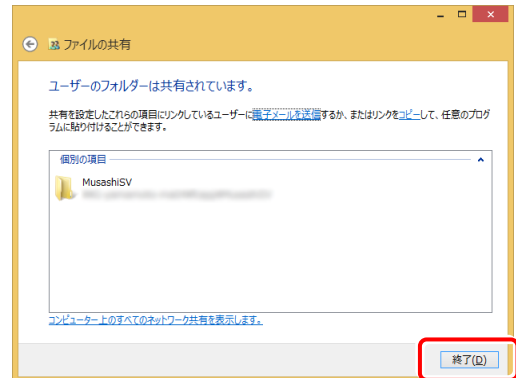 ファイルの共有
ユーザーのフォルダーは共有されています。
共有を設定したこれらの項目にリンクしているユーザーに電子メールを送信するか、またはリンクをコピーして、任意のプログ
ラムに貼り付けることができます。
個別の項目
MusashiSV
コンピューター上のすべてのネットワーク共有を表示します。
終了(D)